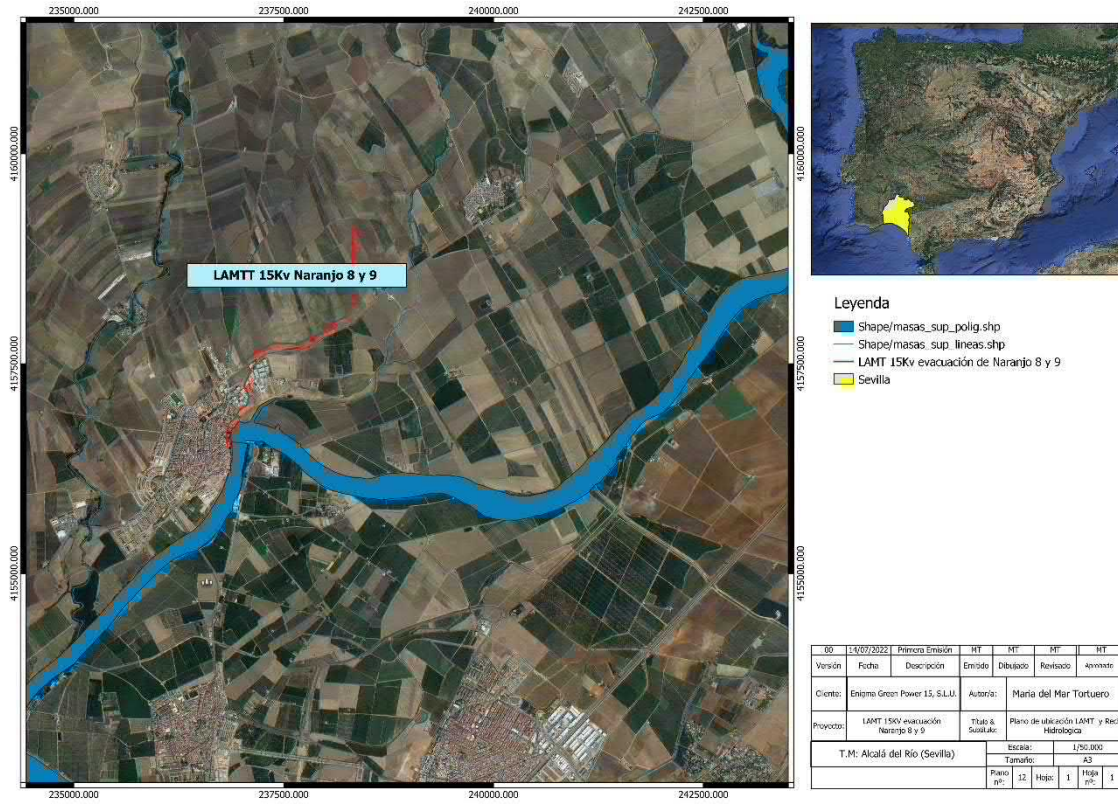 235000.000 237500.000 240000.000 242500.000
4160000.000 4160000.000
LAMTT 15Kv Naranjo 8 y 9
4157500.000 4157500.000
4155000.000 4155000.000
235000.000 237500.000 240000.000 242500.000
Leyenda
Shape/masas_sup_polig.shp
Shape/masas_sup_lineas.shp
LAMT 15Kv evacuación de Naranjo 8 y 9
Sevilla
00 14/07/2022 Primera Emisión MT MT MT MT
Versión Fecha Descripción Emitido Dibujado Revisado Aprobado
Cliente: Enigma Green Power 15, S.L.U. Autor/a: Maria del Mar Tortuero
Proyecto: LAMT 15KV evacuación
Naranjo 8 y 9
Título &
Subtítulo:
Plano de ubicación LAMT y Red
Hidrologica
T.M: Alcalá del Río (Sevilla)
Escala: 1/50.000
Tamaño: A3
Plano
nº: 12 Hoja: 1 Hoja
nº: 1